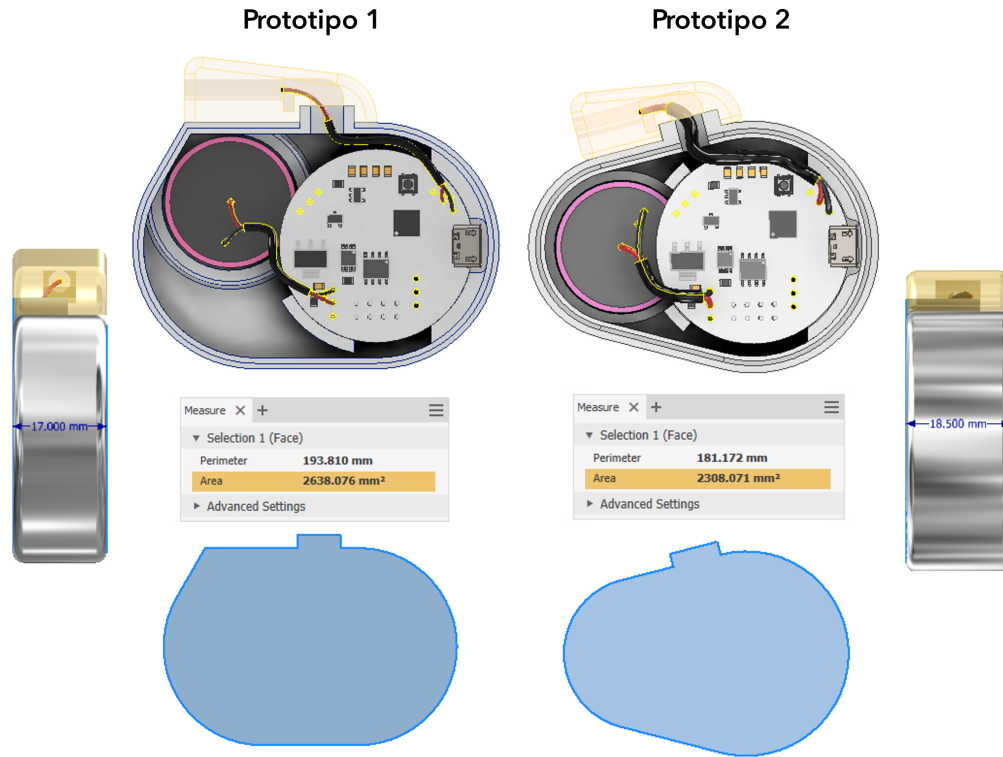 Prototipo 1
Prototipo 2
17.000 mm
18.500 mm
Measure
Selection 1 (Face)
Perimeter 193.810 mm
Area 2638.076 mm²
Advanced Settings
Measure
Selection 1 (Face)
Perimeter 181.172 mm
Area 2308.071 mm²
Advanced Settings